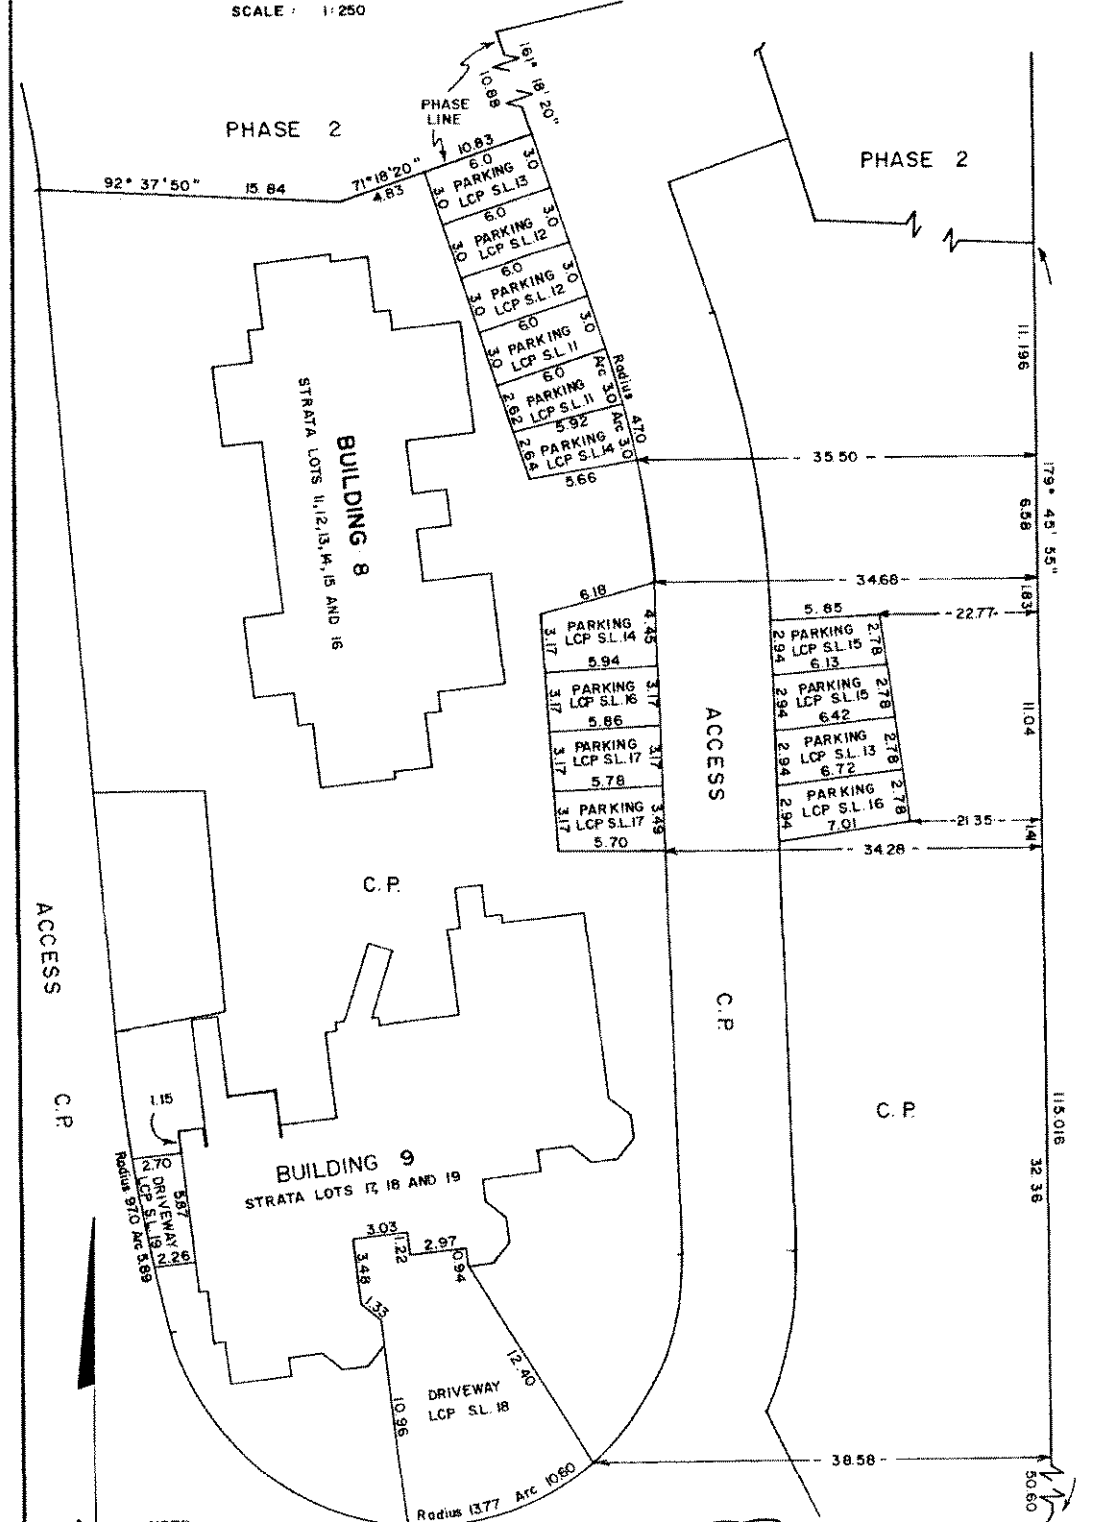 SCALE : 1:250
161° 18' 20"
10.88
PHASE
LINE
PHASE 2
PHASE 2
92° 37' 50"
15.84
71° 18' 20"
4.83
10.83
6.0
3.0
PARKING
LCP S.L.13
3.0
6.0
3.0
PARKING
LCP S.L.12
3.0
6.0
3.0
PARKING
LCP S.L.12
3.0
6.0
3.0
PARKING
LCP S.L.11
3.0
6.0
Arc 3.0
Radius 47.0
PARKING
LCP S.L.11
2.62
5.92
Arc 3.0
PARKING
LCP S.L.14
2.64
5.66
11.196
35.50
179° 45' 55"
6.58
BUILDING 8
STRATA LOTS 11,12,13,14,15 AND 16
34.68
1.83
6.18
4.45
PARKING
LCP S.L.14
3.17
5.94
3.17
PARKING
LCP S.L.16
3.17
5.86
3.17
PARKING
LCP S.L.17
3.17
5.78
3.49
PARKING
LCP S.L.17
3.17
5.70
5.85
22.77
2.94
PARKING
LCP S.L.15
2.78
6.13
2.94
PARKING
LCP S.L.15
2.78
6.42
2.94
PARKING
LCP S.L.13
2.78
6.72
2.94
PARKING
LCP S.L.16
2.78
7.01
11.04
21.35
1.41
34.28
ACCESS
C.P.
C.P.
ACCESS
C.P.
C.P.
115.016
32.36
1.15
2.70
5.87
DRIVEWAY
LCP S.L.19
2.26
Radius 97.0 Arc 5.89
BUILDING 9
STRATA LOTS 17, 18 AND 19
3.03
1.22
2.97
0.94
3.48
1.33
12.40
DRIVEWAY
LCP S.L.18
10.96
Radius 13.77 Arc 10.60
38.58
50.60